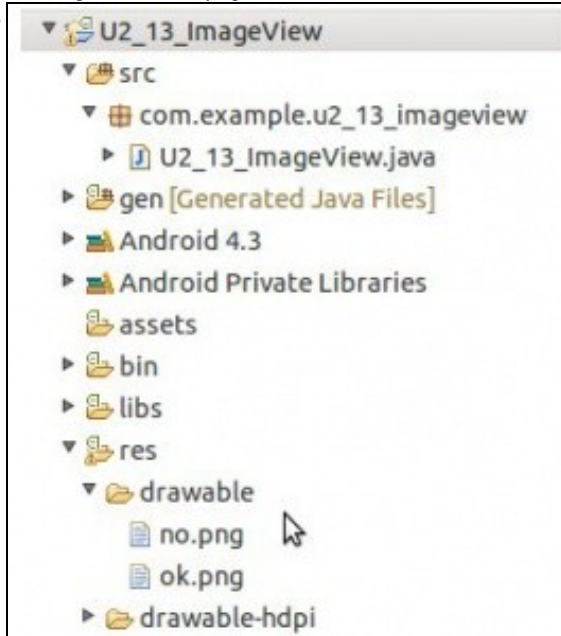 U2_13_ImageView
src
com.example.u2_13_imageview
U2_13_ImageView.java
gen [Generated Java Files]
Android 4.3
Android Private Libraries
assets
bin
libs
res
drawable
no.png
ok.png
drawable-hdpi